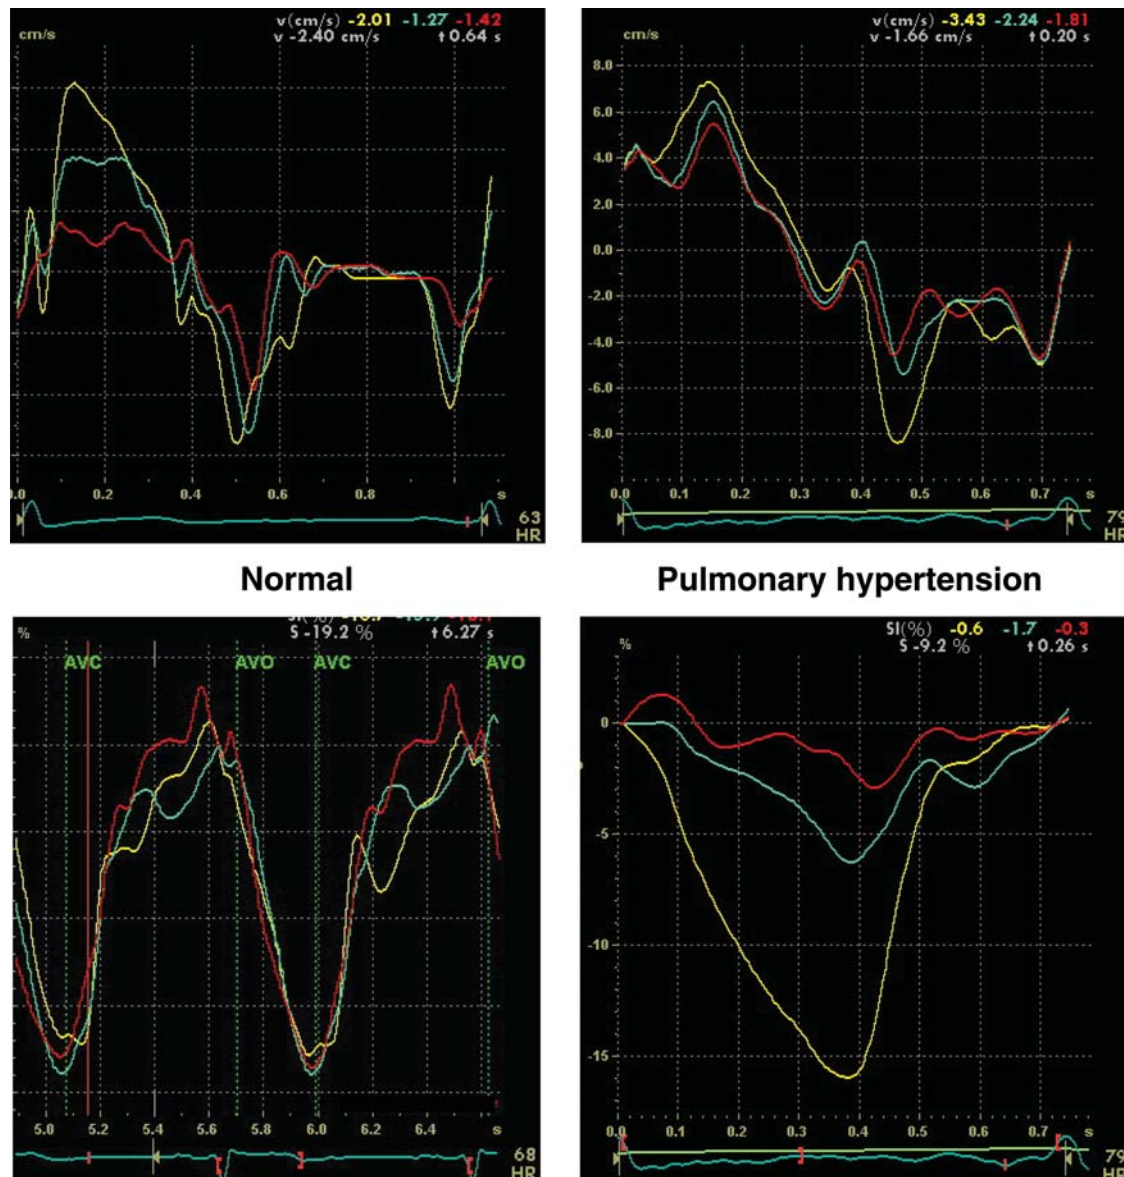 v(cm/s) -2.01 -1.27 -1.42
v -2.40 cm/s t 0.64 s
cm/s
0.0 0.2 0.4 0.6 0.8 s
63
HR
v(cm/s) -3.43 -2.24 -1.81
v -1.66 cm/s t 0.20 s
cm/s
8.0
6.0
4.0
2.0
0.0
-2.0
-4.0
-6.0
-8.0
0.0 0.1 0.2 0.3 0.4 0.5 0.6 0.7 s
79
HR
Normal
Pulmonary hypertension
S -19.2 % t 6.27 s
%
AVC AVO AVC AVO
5.0 5.2 5.4 5.6 5.8 6.0 6.2 6.4 s
68
HR
SI(%) -0.6 -1.7 -0.3
S -9.2 % t 0.26 s
%
0
-5
-10
-15
0.0 0.1 0.2 0.3 0.4 0.5 0.6 0.7 s
79
HR